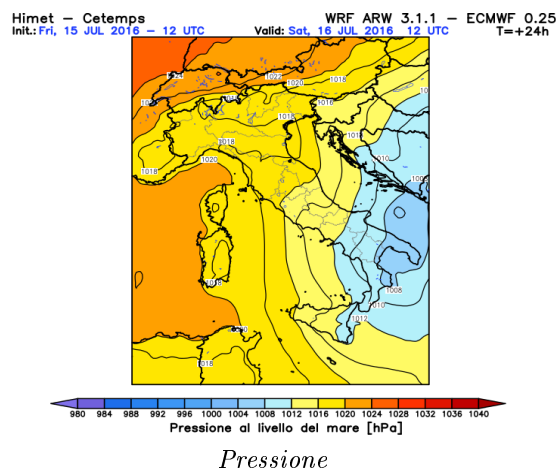 Himet – Cetemps WRF ARW 3.1.1 – ECMWF 0.25
Init.: Fri, 15 JUL 2016 – 12 UTC Valid: Sat, 16 JUL 2016 12 UTC T=+24h
1022
1020
1018
1016
1018
1018
1010
1020
1018
1008
1010
1012
1018
980 984 988 992 996 1000 1004 1008 1012 1016 1020 1024 1028 1032 1036 1040
Pressione al livello del mare [hPa]
Pressione